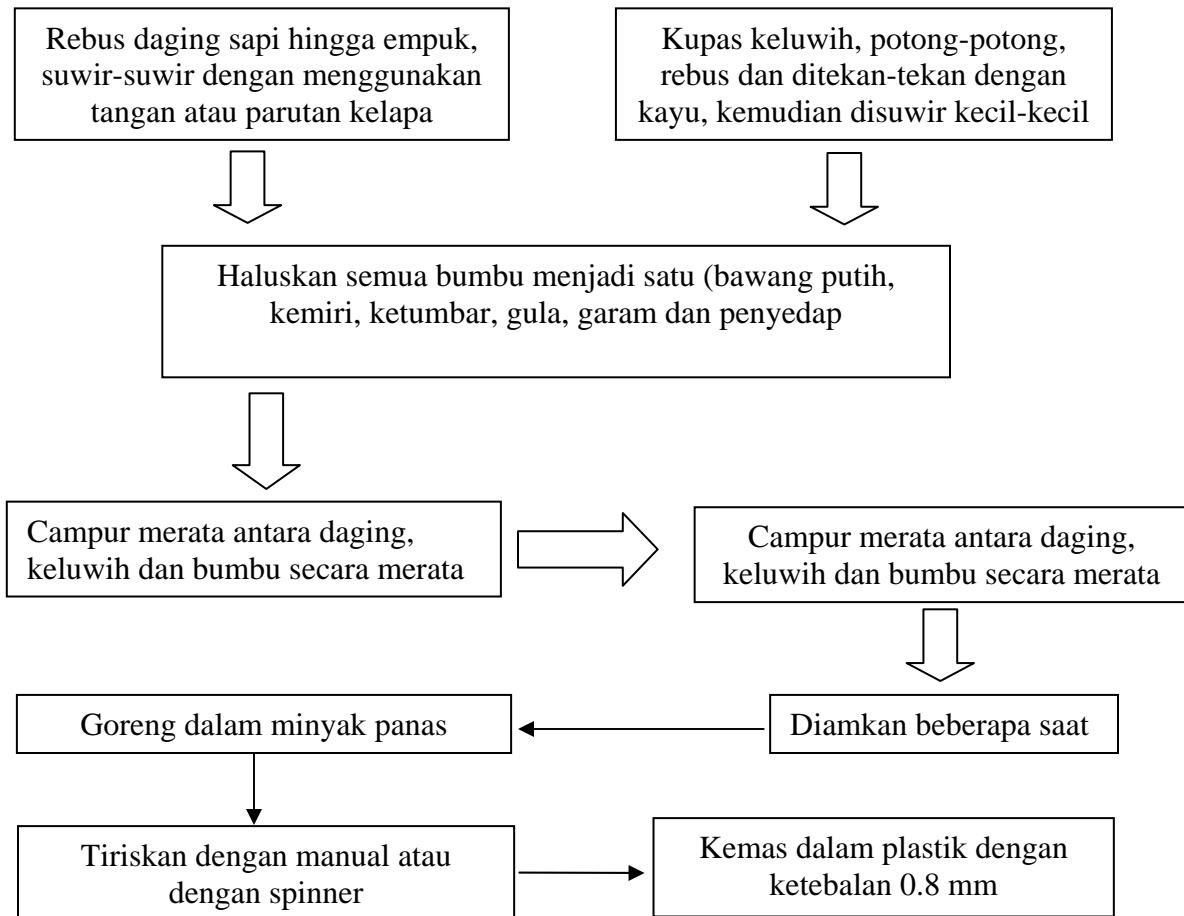 Rebus daging sapi hingga empuk,
suwir-suwir dengan menggunakan
tangan atau parutan kelapa
Kupas keluwih, potong-potong,
rebus dan ditekan-tekan dengan
kayu, kemudian disuwir kecil-kecil
Haluskan semua bumbu menjadi satu (bawang putih,
kemiri, ketumbar, gula, garam dan penyedap
Campur merata antara daging,
keluwih dan bumbu secara merata
Campur merata antara daging,
keluwih dan bumbu secara merata
Diamkan beberapa saat
Goreng dalam minyak panas
Tiriskan dengan manual atau
dengan spinner
Kemas dalam plastik dengan
ketebalan 0.8 mm